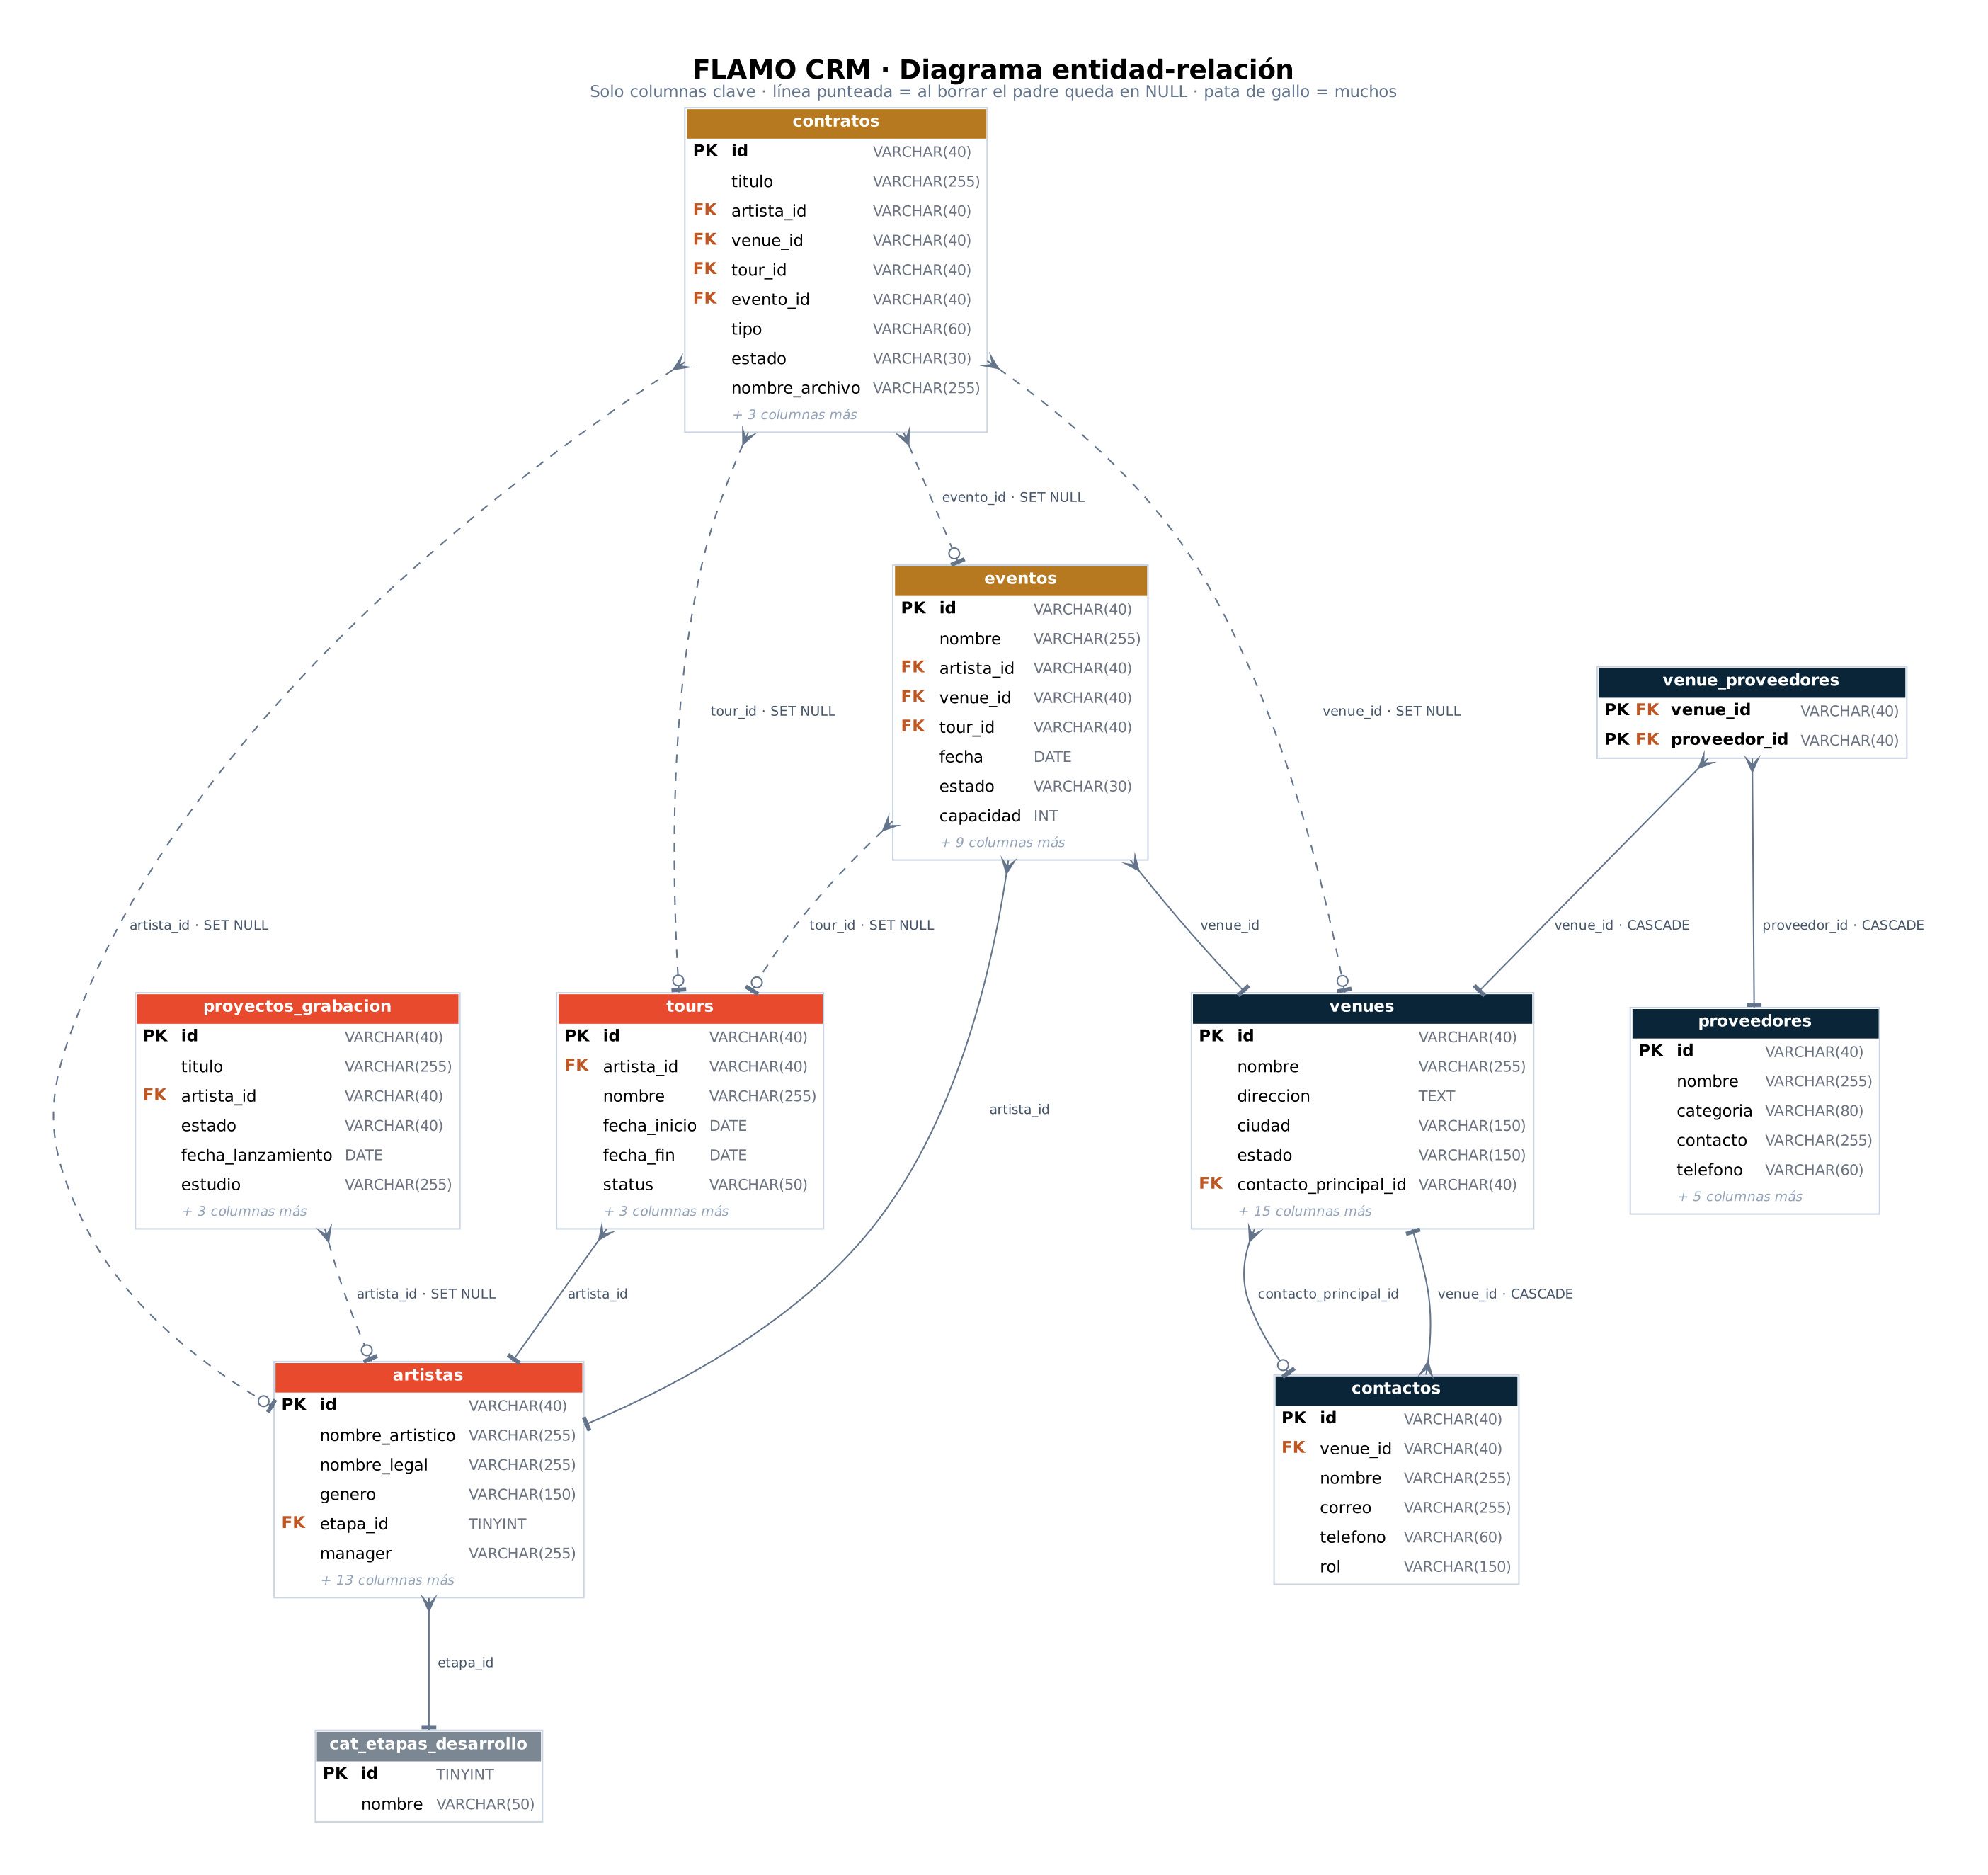 FLAMO CRM · Diagrama entidad-relación
Solo columnas clave · línea punteada = al borrar el padre queda en NULL · pata de gallo = muchos
contratos
PK id VARCHAR(40)
titulo VARCHAR(255)
FK artista_id VARCHAR(40)
FK venue_id VARCHAR(40)
FK tour_id VARCHAR(40)
FK evento_id VARCHAR(40)
tipo VARCHAR(60)
estado VARCHAR(30)
nombre_archivo VARCHAR(255)
+ 3 columnas más
evento_id · SET NULL
eventos
PK id VARCHAR(40)
nombre VARCHAR(255)
FK artista_id VARCHAR(40)
FK venue_id VARCHAR(40)
FK tour_id VARCHAR(40)
fecha DATE
estado VARCHAR(30)
capacidad INT
+ 9 columnas más
tour_id · SET NULL
venue_id · SET NULL
venue_proveedores
PK FK venue_id VARCHAR(40)
PK FK proveedor_id VARCHAR(40)
artista_id · SET NULL
tour_id · SET NULL
venue_id
venue_id · CASCADE
proveedor_id · CASCADE
proyectos_grabacion
PK id VARCHAR(40)
titulo VARCHAR(255)
FK artista_id VARCHAR(40)
estado VARCHAR(40)
fecha_lanzamiento DATE
estudio VARCHAR(255)
+ 3 columnas más
tours
PK id VARCHAR(40)
FK artista_id VARCHAR(40)
nombre VARCHAR(255)
fecha_inicio DATE
fecha_fin DATE
status VARCHAR(50)
+ 3 columnas más
artista_id
venues
PK id VARCHAR(40)
nombre VARCHAR(255)
direccion TEXT
ciudad VARCHAR(150)
estado VARCHAR(150)
FK contacto_principal_id VARCHAR(40)
+ 15 columnas más
proveedores
PK id VARCHAR(40)
nombre VARCHAR(255)
categoria VARCHAR(80)
contacto VARCHAR(255)
telefono VARCHAR(60)
+ 5 columnas más
artista_id · SET NULL
artista_id
contacto_principal_id
venue_id · CASCADE
artistas
PK id VARCHAR(40)
nombre_artistico VARCHAR(255)
nombre_legal VARCHAR(255)
genero VARCHAR(150)
FK etapa_id TINYINT
manager VARCHAR(255)
+ 13 columnas más
contactos
PK id VARCHAR(40)
FK venue_id VARCHAR(40)
nombre VARCHAR(255)
correo VARCHAR(255)
telefono VARCHAR(60)
rol VARCHAR(150)
etapa_id
cat_etapas_desarrollo
PK id TINYINT
nombre VARCHAR(50)